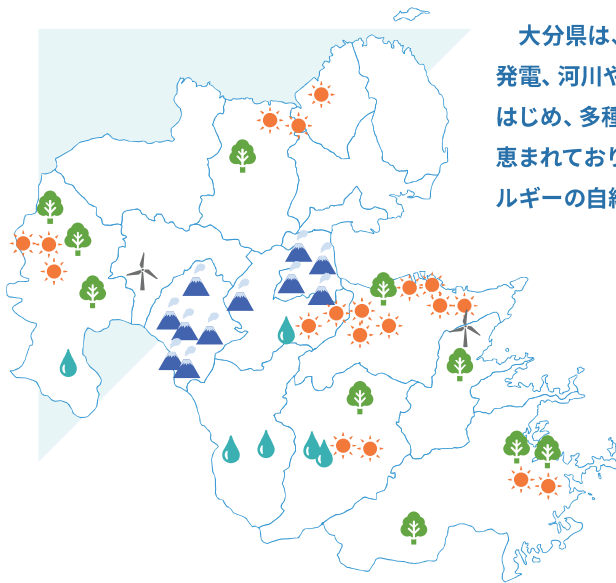 大分県は、
発電、河川や
はじめ、多種
恵まれており
ルギーの自給